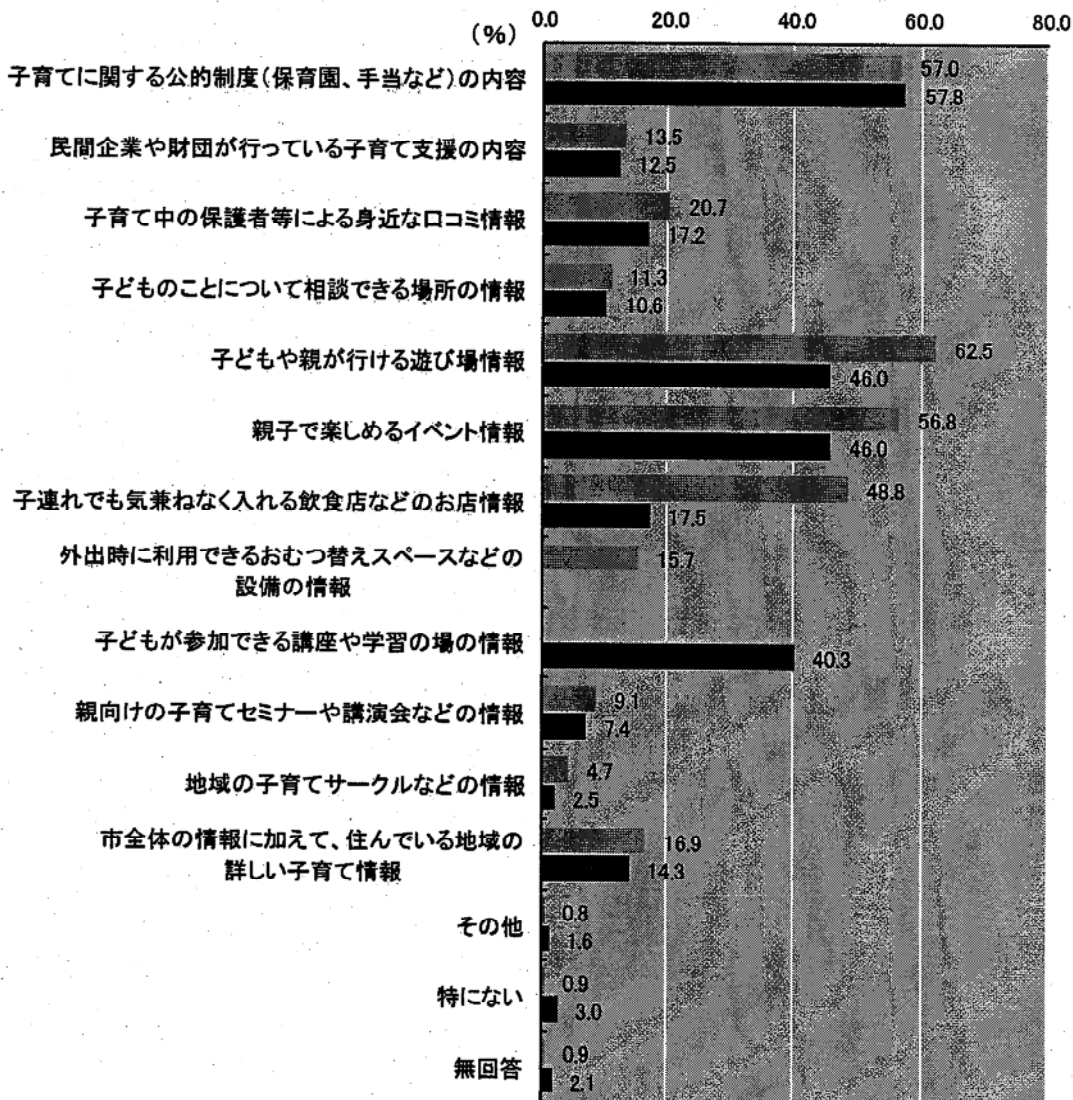 (%)
0.0 20.0 40.0 60.0 80.0
子育てに関する公的制度(保育園、手当など)の内容
57.0
57.8
民間企業や財団が行っている子育て支援の内容
13.5
12.5
子育て中の保護者等による身近な口コミ情報
20.7
17.2
子どものことについて相談できる場所の情報
11.3
10.6
子どもや親が行ける遊び場情報
62.5
46.0
親子で楽しめるイベント情報
56.8
46.0
子連れでも気兼ねなく入れる飲食店などのお店情報
48.8
17.5
外出時に利用できるおむつ替えスペースなどの
設備の情報
15.7
子どもが参加できる講座や学習の場の情報
40.3
親向けの子育てセミナーや講演会などの情報
9.1
7.4
地域の子育てサークルなどの情報
4.7
2.5
市全体の情報に加えて、住んでいる地域の
詳しい子育て情報
16.9
14.3
その他
0.8
1.6
特にない
0.9
3.0
無回答
0.9
2.1